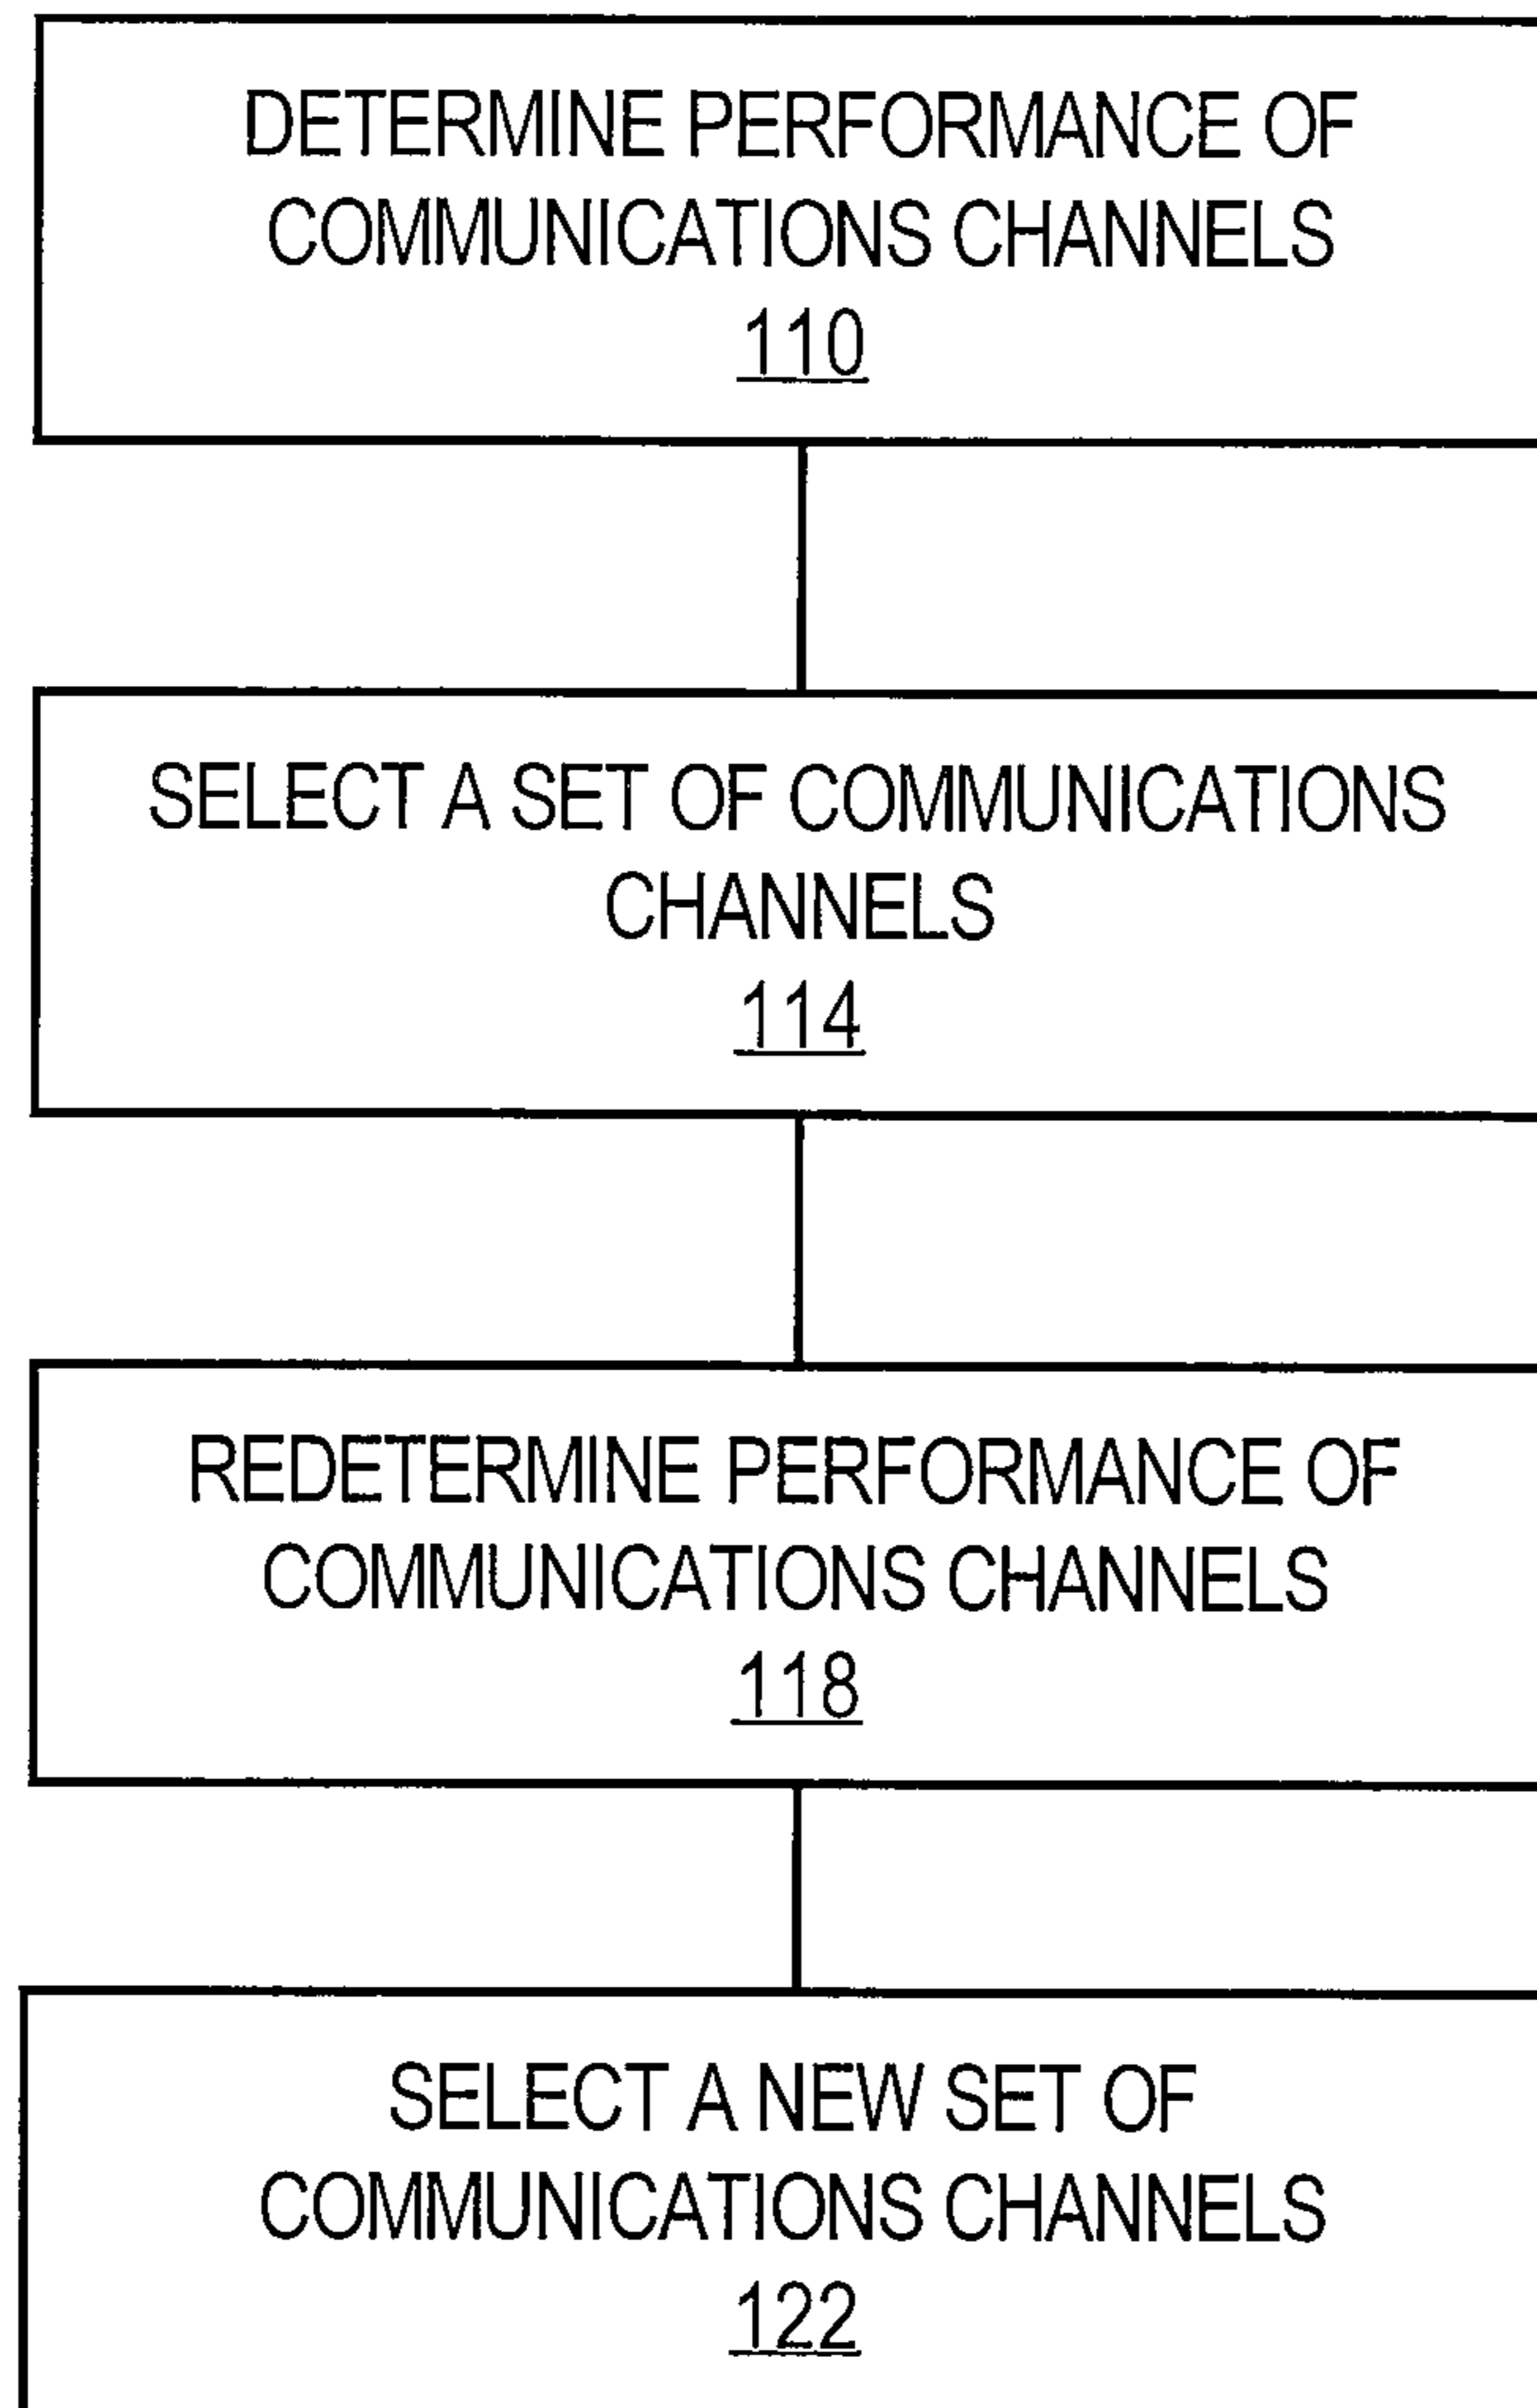 DETERMINE PERFORMANCE OF
COMMUNICATIONS CHANNELS
110
SELECT A SET OF COMMUNICATIONS
CHANNELS
114
REDETERMINE PERFORMANCE OF
COMMUNICATIONS CHANNELS
118
SELECT A NEW SET OF
COMMUNICATIONS CHANNELS
122